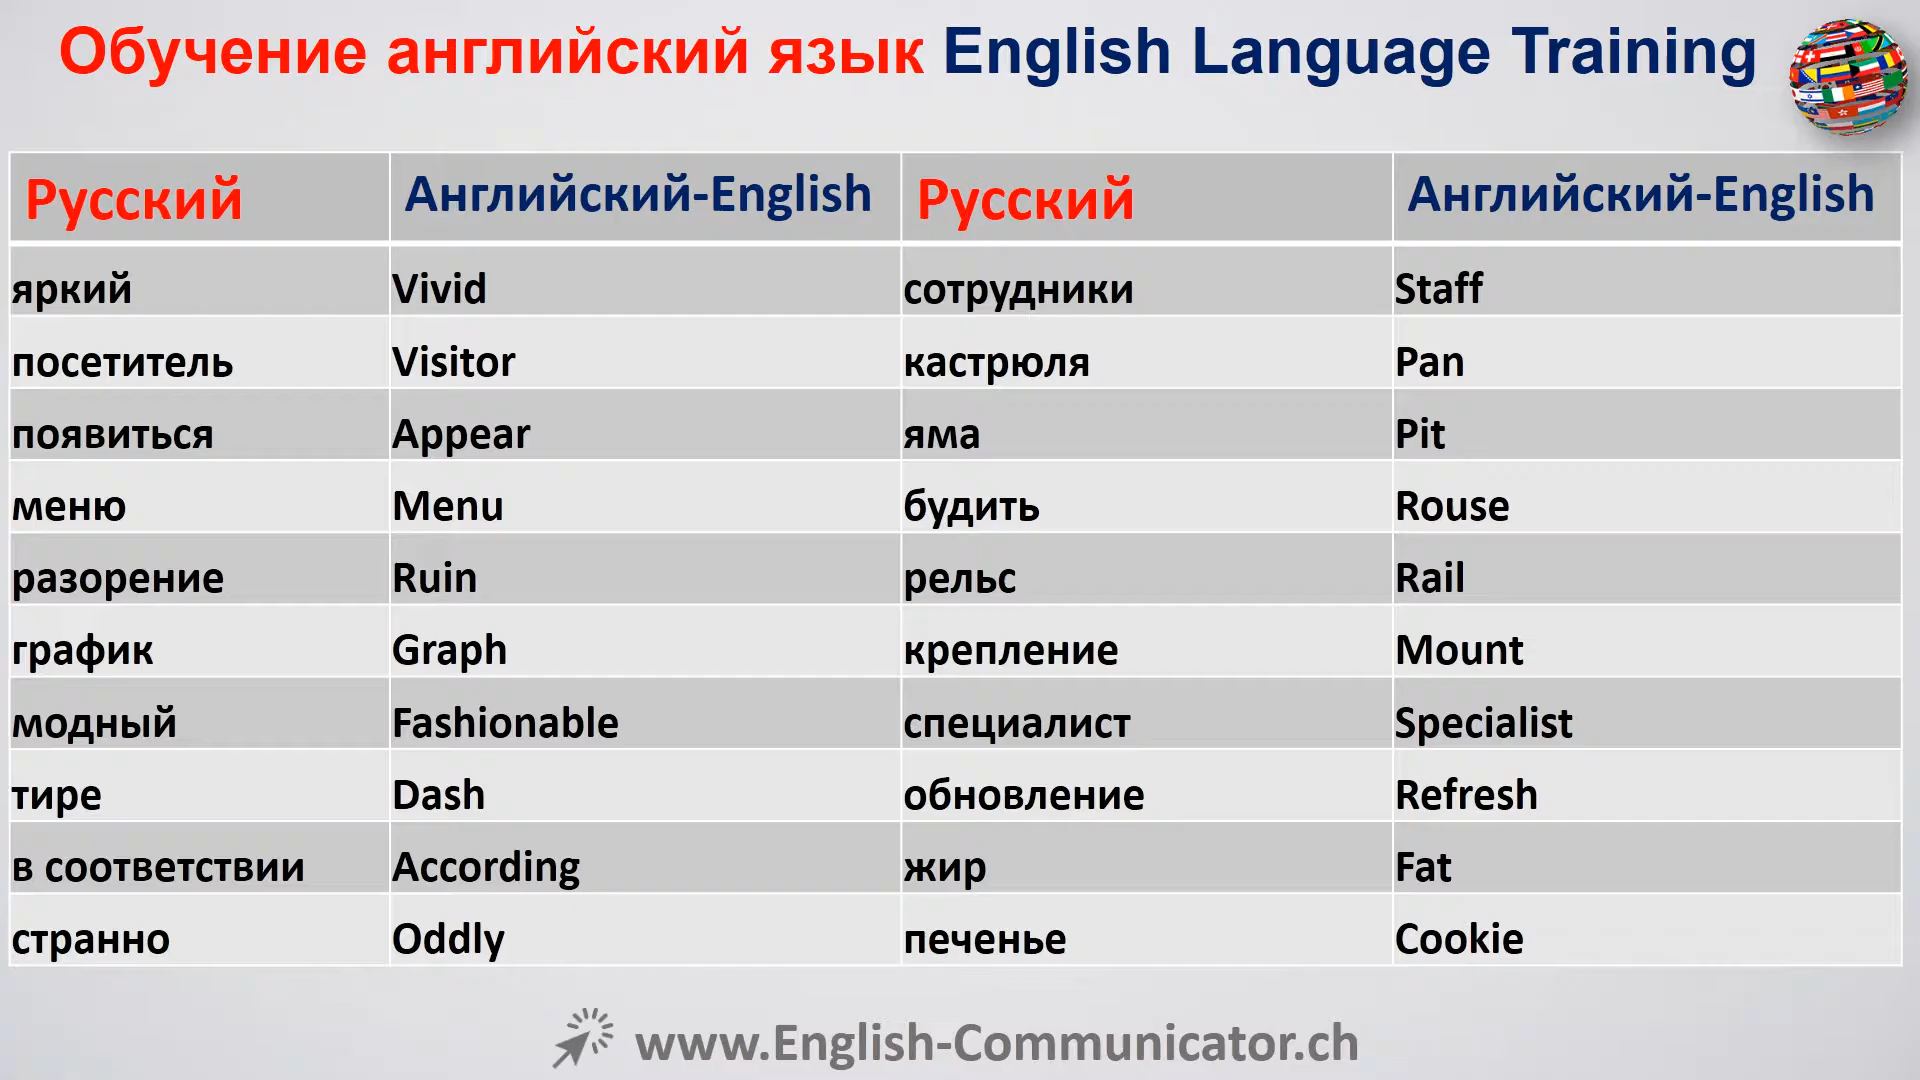 Обучение английский язык English Language Training
Русский Английский-English Русский Английский-English
яркий Vivid сотрудники Staff
посетитель Visitor кастрюля Pan
появиться Appear яма Pit
меню Menu будить Rouse
разорение Ruin рельс Rail
график Graph крепление Mount
модный Fashionable специалист Specialist
тире Dash обновление Refresh
в соответствии According жир Fat
странно Oddly печенье Cookie
www.English-Communicator.ch